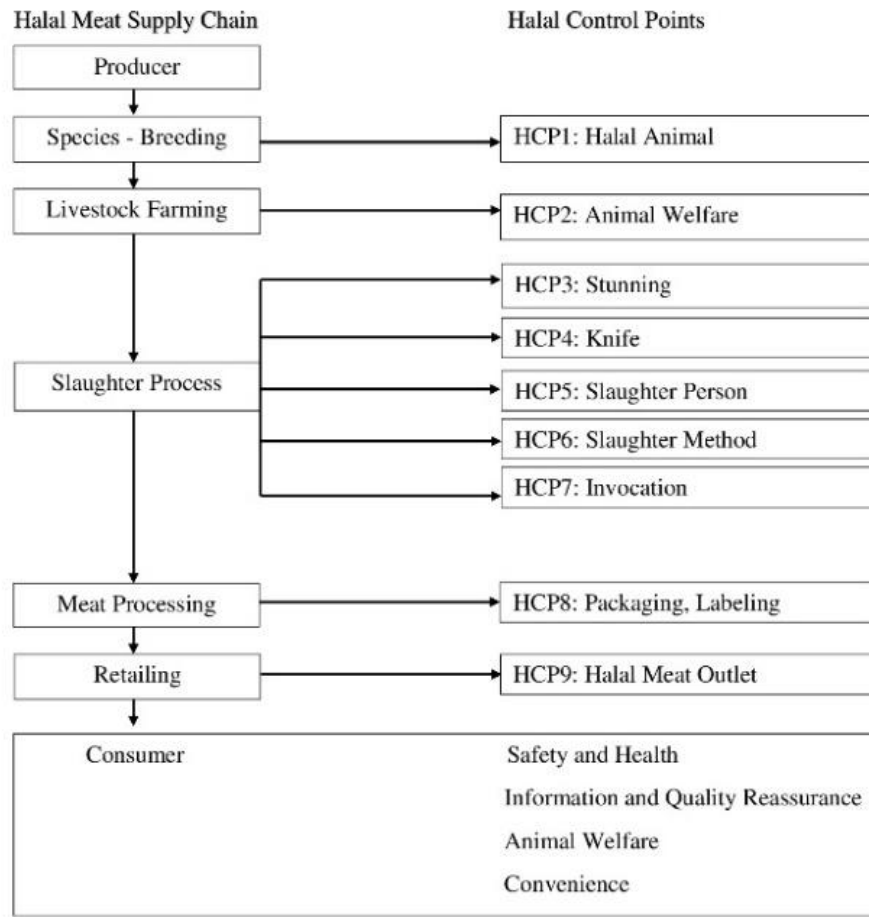 Halal Meat Supply Chain
Halal Control Points
Producer
Species - Breeding
HCP1: Halal Animal
Livestock Farming
HCP2: Animal Welfare
HCP3: Stunning
HCP4: Knife
Slaughter Process
HCP5: Slaughter Person
HCP6: Slaughter Method
HCP7: Invocation
Meat Processing
HCP8: Packaging, Labeling
Retailing
HCP9: Halal Meat Outlet
Consumer
Safety and Health
Information and Quality Reassurance
Animal Welfare
Convenience